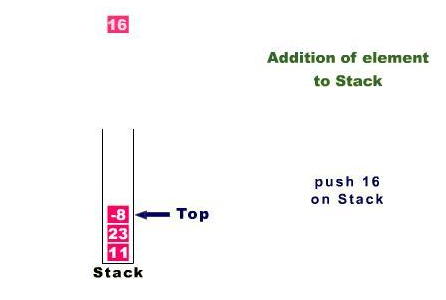 16
Addition of element
to Stack
push 16
on Stack
-8 Top
23
11
Stack